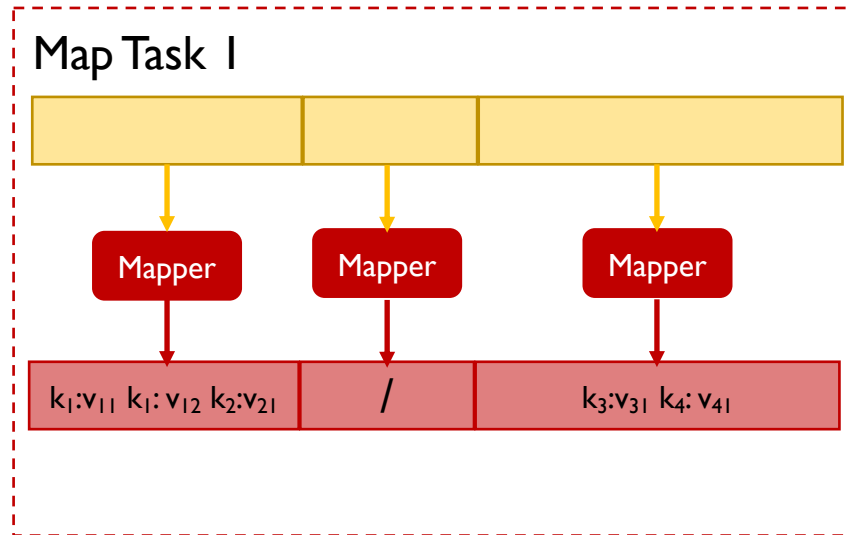 Map Task 1
Mapper Mapper Mapper
k₁:v₁₁ k₁: v₁₂ k₂:v₂₁ / k₃:v₃₁ k₄: v₄₁